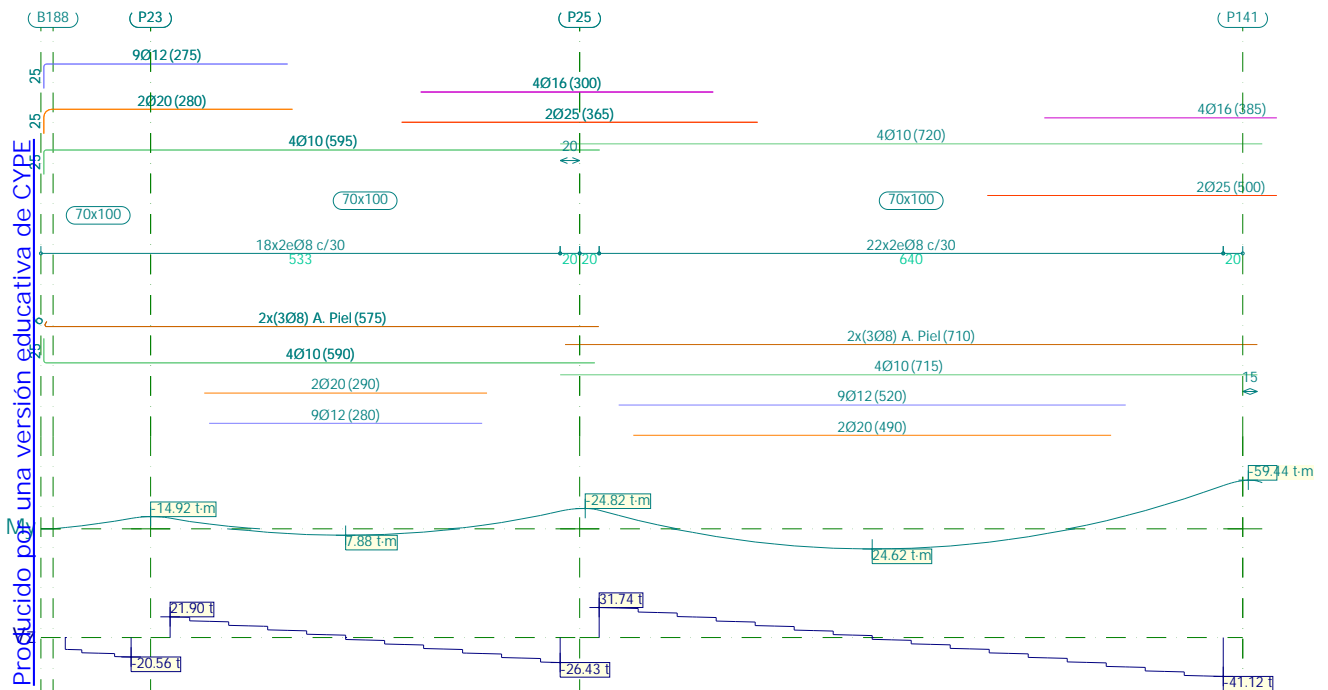 B188
P23
P25
P141
9Ø12 (275)
25
4Ø16 (300)
2Ø20 (280)
25
2Ø25 (365)
4Ø16 (385)
4Ø10 (595)
25
20
4Ø10 (720)
2Ø25 (500)
70x100
70x100
70x100
18x2eØ8 c/30
22x2eØ8 c/30
533
20
20
640
20
2x(3Ø8) A. Piel (575)
6
2x(3Ø8) A. Piel (710)
4Ø10 (590)
25
4Ø10 (715)
15
2Ø20 (290)
9Ø12 (520)
9Ø12 (280)
2Ø20 (490)
-59.44 t·m
-14.92 t·m
-24.82 t·m
7.88 t·m
24.62 t·m
21.90 t
31.74 t
-20.56 t
-26.43 t
-41.12 t
Producido por una versión educativa de CYPE